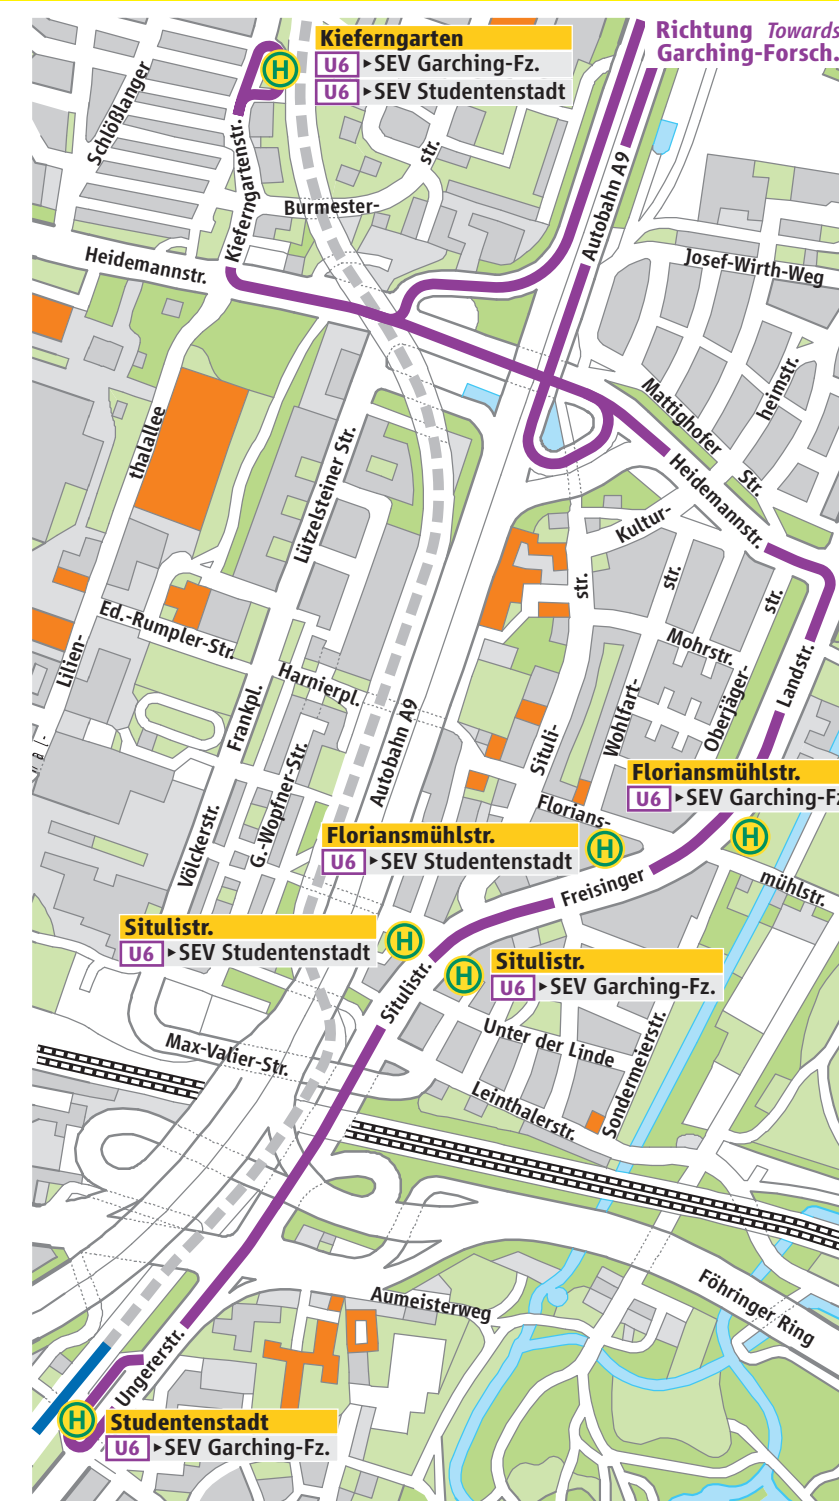 Kieferngarten
U6 ▸SEV Garching-Fz.
U6 ▸SEV Studentenstadt
Richtung Towards
Garching-Forsch.
Schlößlanger
Kieferngartenstr.
str.
Burmester-
Autobahn A9
Heidemannstr.
Josef-Wirth-Weg
heimstr.
Mattighofer
Str.
Heidemannstr.
thalallee
Lützelsteiner Str.
Kultur-
str.
str.
str.
Ed.-Rumpler-Str.
Mohrstr.
Lilien-
Harnierpl.
Landstr.
Frankpl.
Autobahn A9
Situli-
Wohlfart-
Oberjäger-
G.-Wopfner-Str.
Völckerstr.
Floriansmühlstr.
U6 ▸SEV Garching-Fz
Florians-
H
Floriansmühlstr.
U6 ▸SEV Studentenstadt
H
H
Freisinger
mühlstr.
Situlistr.
U6 ▸SEV Studentenstadt
H
Situlistr.
U6 ▸SEV Garching-Fz.
H
Situlistr.
Unter der Linde
Sondermeierstr.
Max-Valier-Str.
Leinthalerstr.
Föhringer Ring
Aumeisterweg
Ungererstr.
H
Studentenstadt
U6 ▸SEV Garching-Fz.